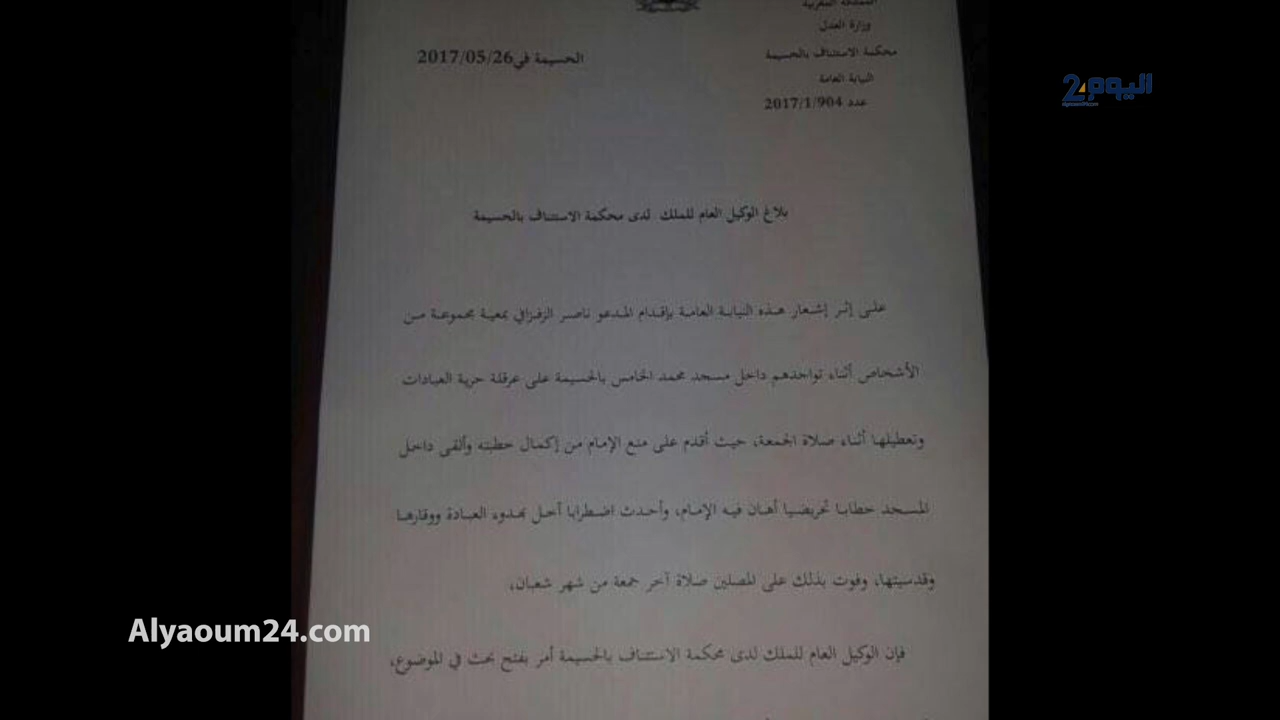 المملكة المغربية
وزارة العدل
محكمة الاستئناف بالحسيمة
النيابة العامة
عدد 2017/1/904
الحسيمة في 2017/05/26
بلاغ الوكيل العام للملك لدى محكمة الاستئناف بالحسيمة
على إثر إشعار هذه النيابة العامة بإقدام المدعو ناصر الزفزافي بمعية مجموعة من
الأشخاص أثناء تواجدهم داخل مسجد محمد الخامس بالحسيمة على عرقلة حرية العبادات
وتعطيلها أثناء صلاة الجمعة، حيث أقدم على منع الإمام من إكمال خطبته وألقى داخل
المسجد خطابا تحريضيا أهان فيه الإمام، وأحدث اضطرابا أخل بهدوء العبادة ووقارها
وقدسيتها، وفوت بذلك على المصلين صلاة آخر جمعة من شهر شعبان،
فإن الوكيل العام للملك لدى محكمة الاستئناف بالحسيمة أمر بفتح بحث في الموضوع،
اليوم24
Alyaoum24.com
Alyaoum24.com